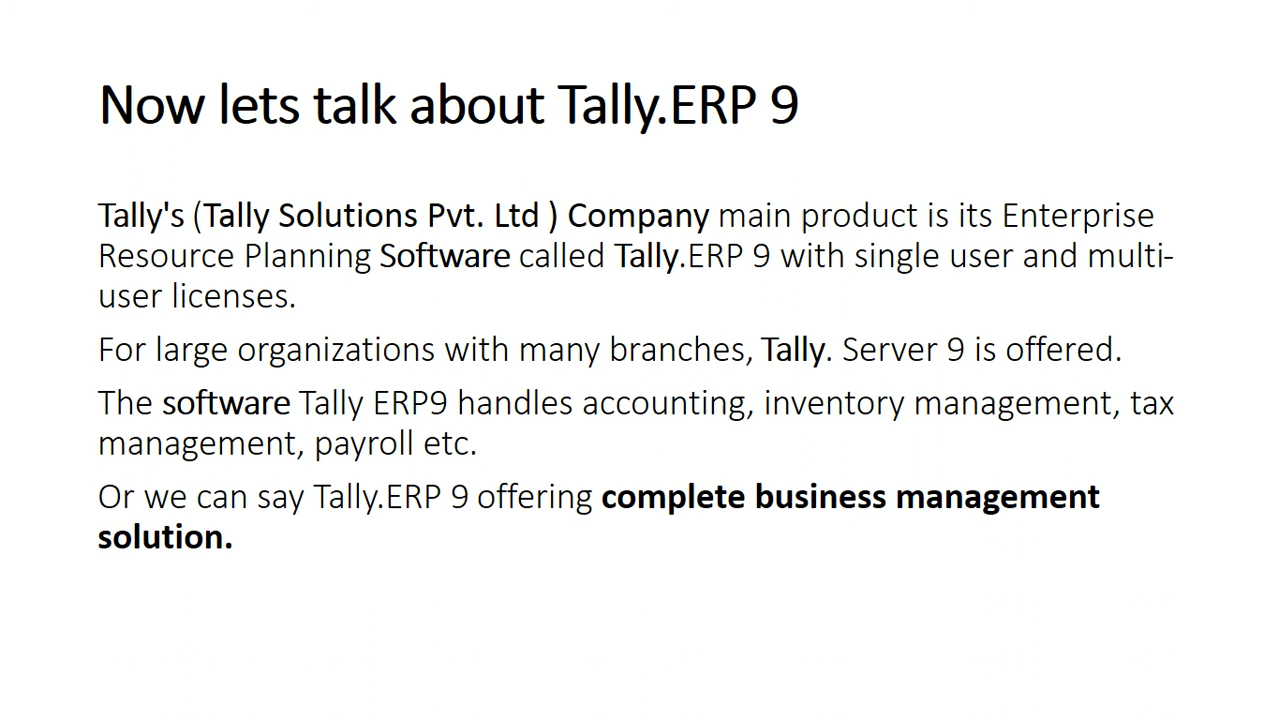 Now lets talk about Tally.ERP 9
Tally's (Tally Solutions Pvt. Ltd ) Company main product is its Enterprise
Resource Planning Software called Tally.ERP 9 with single user and multi-
user licenses.
For large organizations with many branches, Tally. Server 9 is offered.
The software Tally ERP9 handles accounting, inventory management, tax
management, payroll etc.
Or we can say Tally.ERP 9 offering complete business management
solution.